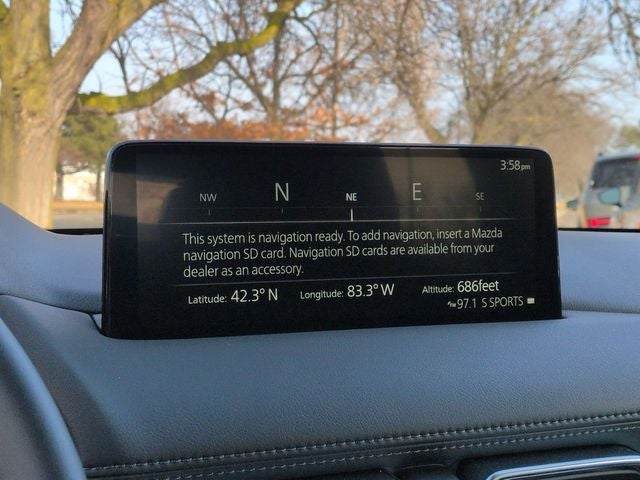 3:58pm
NW N NE E SE
This system is navigation ready. To add navigation, insert a Mazda
navigation SD card. Navigation SD cards are available from your
dealer as an accessory.
Latitude: 42.3° N Longitude: 83.3° W Altitude: 686feet
FM 97.1 S SPORTS